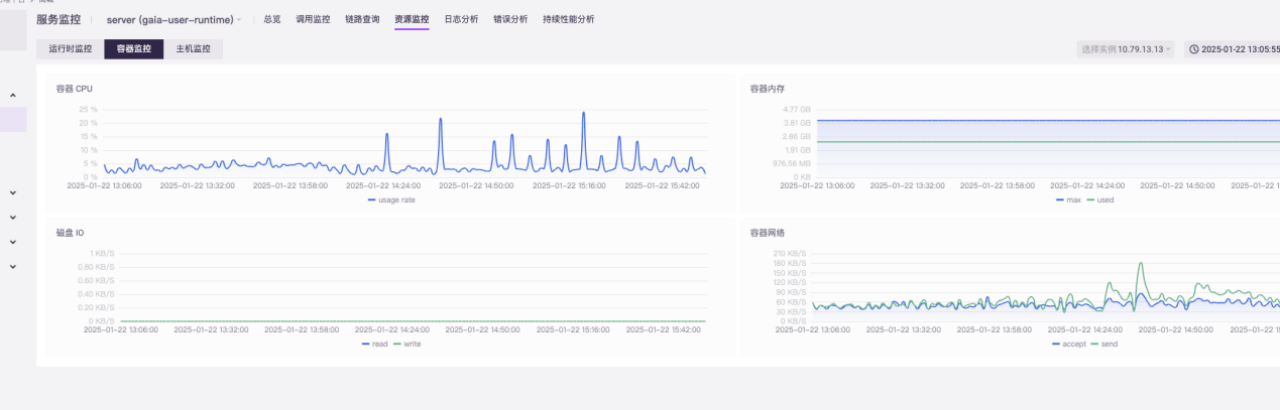 服务监控 server (gaia-user-runtime) 总览 调用监控 链路查询 资源监控 日志分析 错误分析 持续性能分析
运行时监控 容器监控 主机监控 选择实例 10.79.13.13 2025-01-22 13:05:55
容器 CPU
25 %
20 %
15 %
10 %
5 %
0 %
2025-01-22 13:06:00 2025-01-22 13:32:00 2025-01-22 13:58:00 2025-01-22 14:24:00 2025-01-22 14:50:00 2025-01-22 15:16:00 2025-01-22 15:42:00
usage rate
容器内存
4.77 GB
3.81 GB
2.86 GB
1.91 GB
976.56 MB
0 KB
2025-01-22 13:06:00 2025-01-22 13:32:00 2025-01-22 13:58:00 2025-01-22 14:24:00 2025-01-22 14:50:00 2025-01-22 1
max used
磁盘 IO
1 KB/S
0.80 KB/S
0.60 KB/S
0.40 KB/S
0.20 KB/S
0 KB/S
2025-01-22 13:06:00 2025-01-22 13:32:00 2025-01-22 13:58:00 2025-01-22 14:24:00 2025-01-22 14:50:00 2025-01-22 15:16:00 2025-01-22 15:42:00
read write
容器网络
210 KB/S
180 KB/S
150 KB/S
120 KB/S
90 KB/S
60 KB/S
30 KB/S
0 KB/S
2025-01-22 13:06:00 2025-01-22 13:32:00 2025-01-22 13:58:00 2025-01-22 14:24:00 2025-01-22 14:50:00 2025-01-22 15
accept send